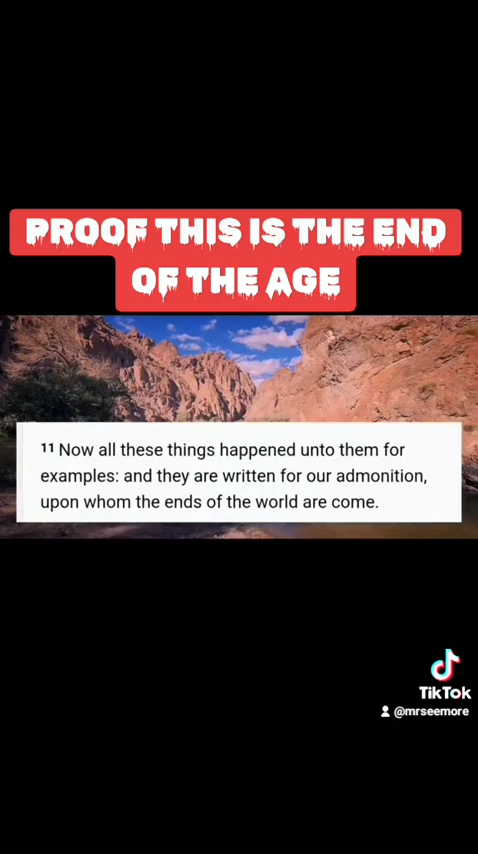 PROOF THIS IS THE END
OF THE AGE
11 Now all these things happened unto them for
examples: and they are written for our admonition,
upon whom the ends of the world are come.
TikTok
@mrseemore